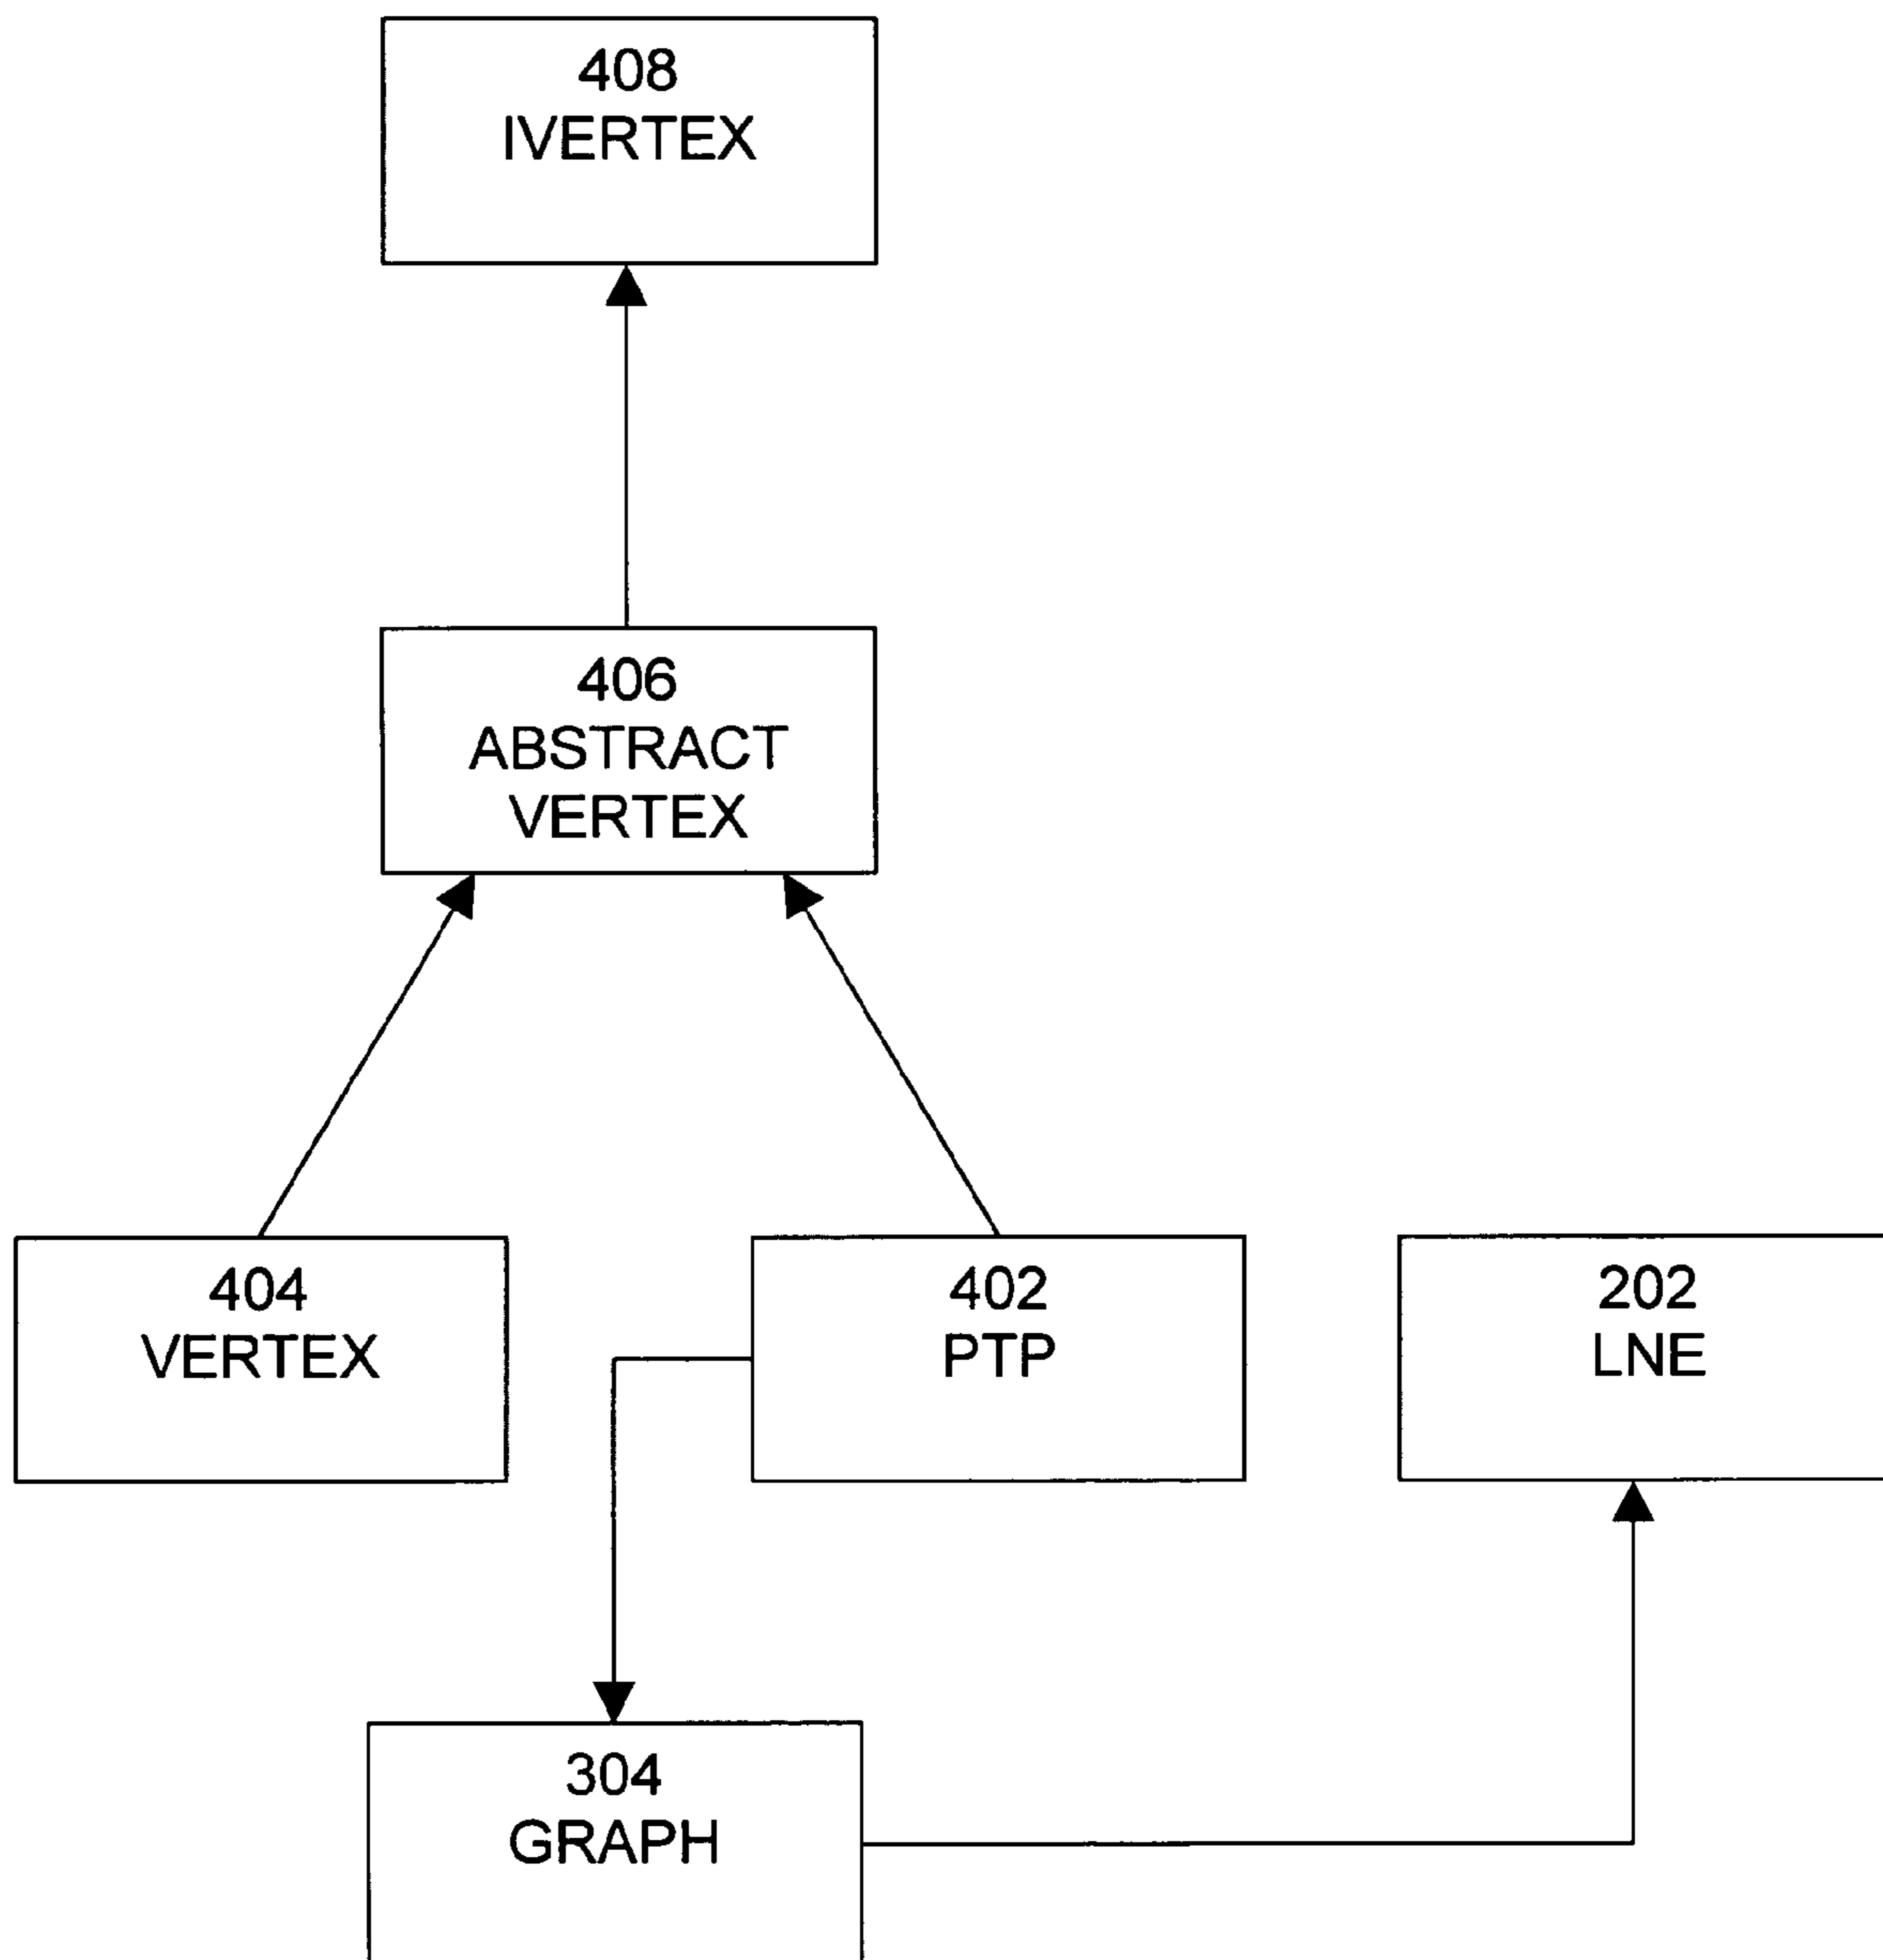 408
IVERTEX
406
ABSTRACT
VERTEX
404
VERTEX
402
PTP
202
LNE
304
GRAPH